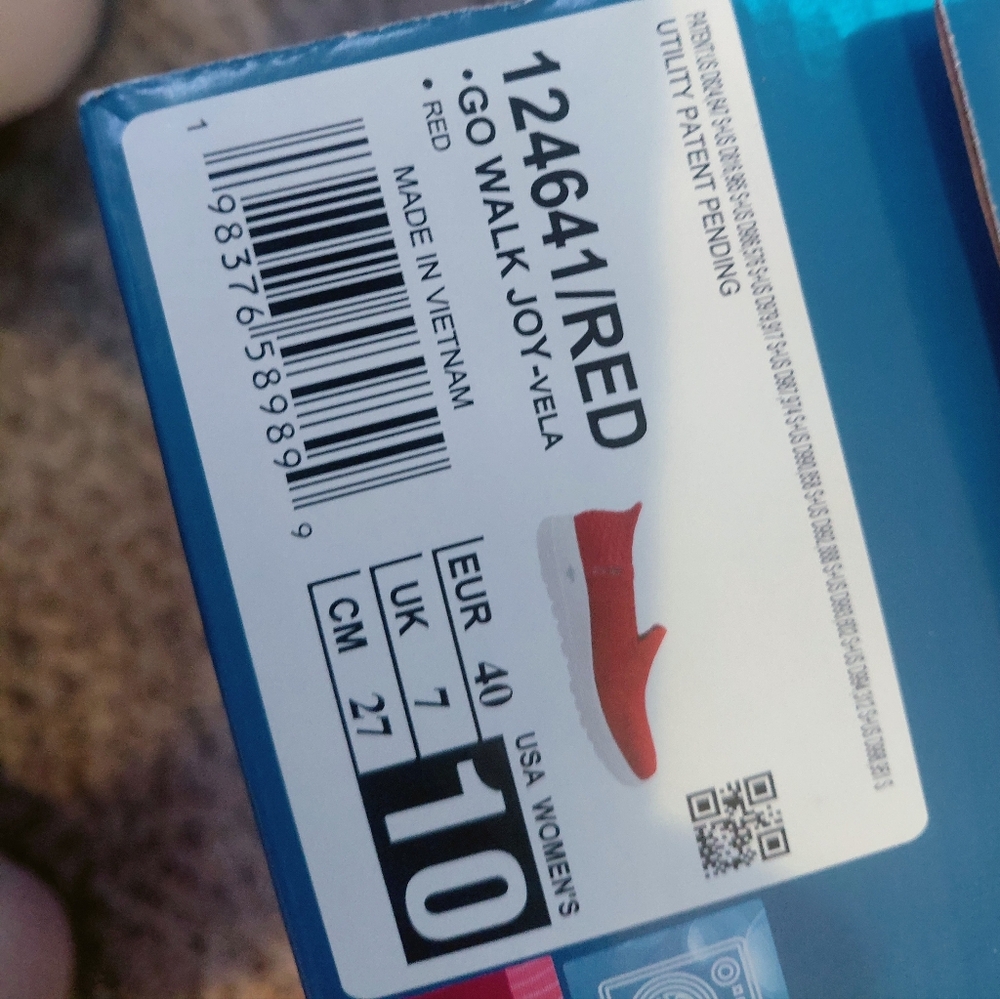 UTILITY PATENT PENDING
124641/RED
•GO WALK JOY-VELA
• RED
MADE IN VIETNAM
1 98376 58989 9
USA WOMEN'S
10
EUR 40
UK 7
CM 27